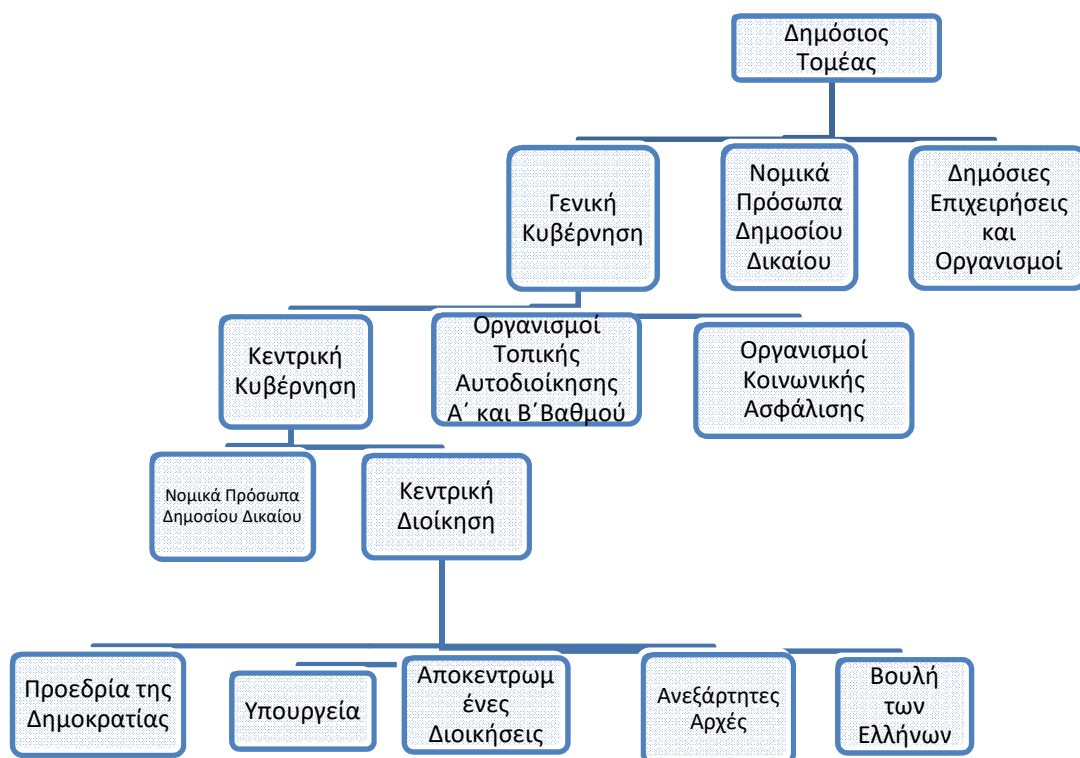 Δημόσιος
Τομέας
Γενική
Κυβέρνηση
Νομικά
Πρόσωπα
Δημοσίου
Δικαίου
Δημόσιες
Επιχειρήσεις
και
Οργανισμοί
Κεντρική
Κυβέρνηση
Οργανισμοί
Τοπικής
Αυτοδιοίκησης
Α΄ και Β΄Βαθμού
Οργανισμοί
Κοινωνικής
Ασφάλισης
Νομικά Πρόσωπα
Δημοσίου Δικαίου
Κεντρική
Διοίκηση
Προεδρία της
Δημοκρατίας
Υπουργεία
Αποκεντρωμ
ένες
Διοικήσεις
Ανεξάρτητες
Αρχές
Βουλή
των
Ελλήνων